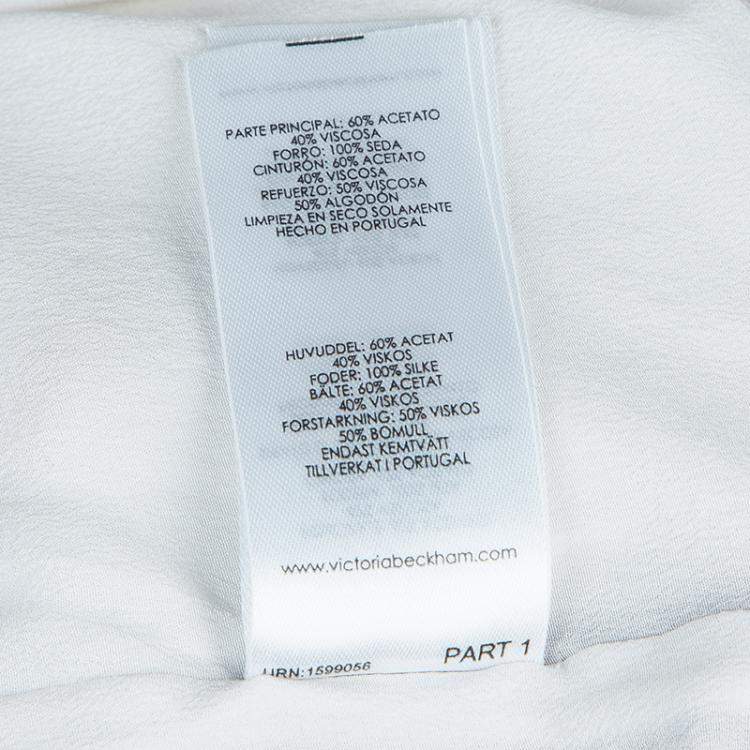 PARTE PRINCIPAL: 60% ACETATO
40% VISCOSA
FORRO: 100% SEDA
CINTURÓN: 60% ACETATO
40% VISCOSA
REFUERZO: 50% VISCOSA
50% ALGODÓN
LIMPIEZA EN SECO SOLAMENTE
HECHO EN PORTUGAL
HUVUDDEL: 60% ACETAT
40% VISKOS
FODER: 100% SILKE
BÄLTE: 60% ACETAT
40% VISKOS
FORSTARKNING: 50% VISKOS
50% BOMULL
ENDAST KEMTVÄTT
TILLVERKAT I PORTUGAL
www.victoriabeckham.com
URN:1599056 PART 1